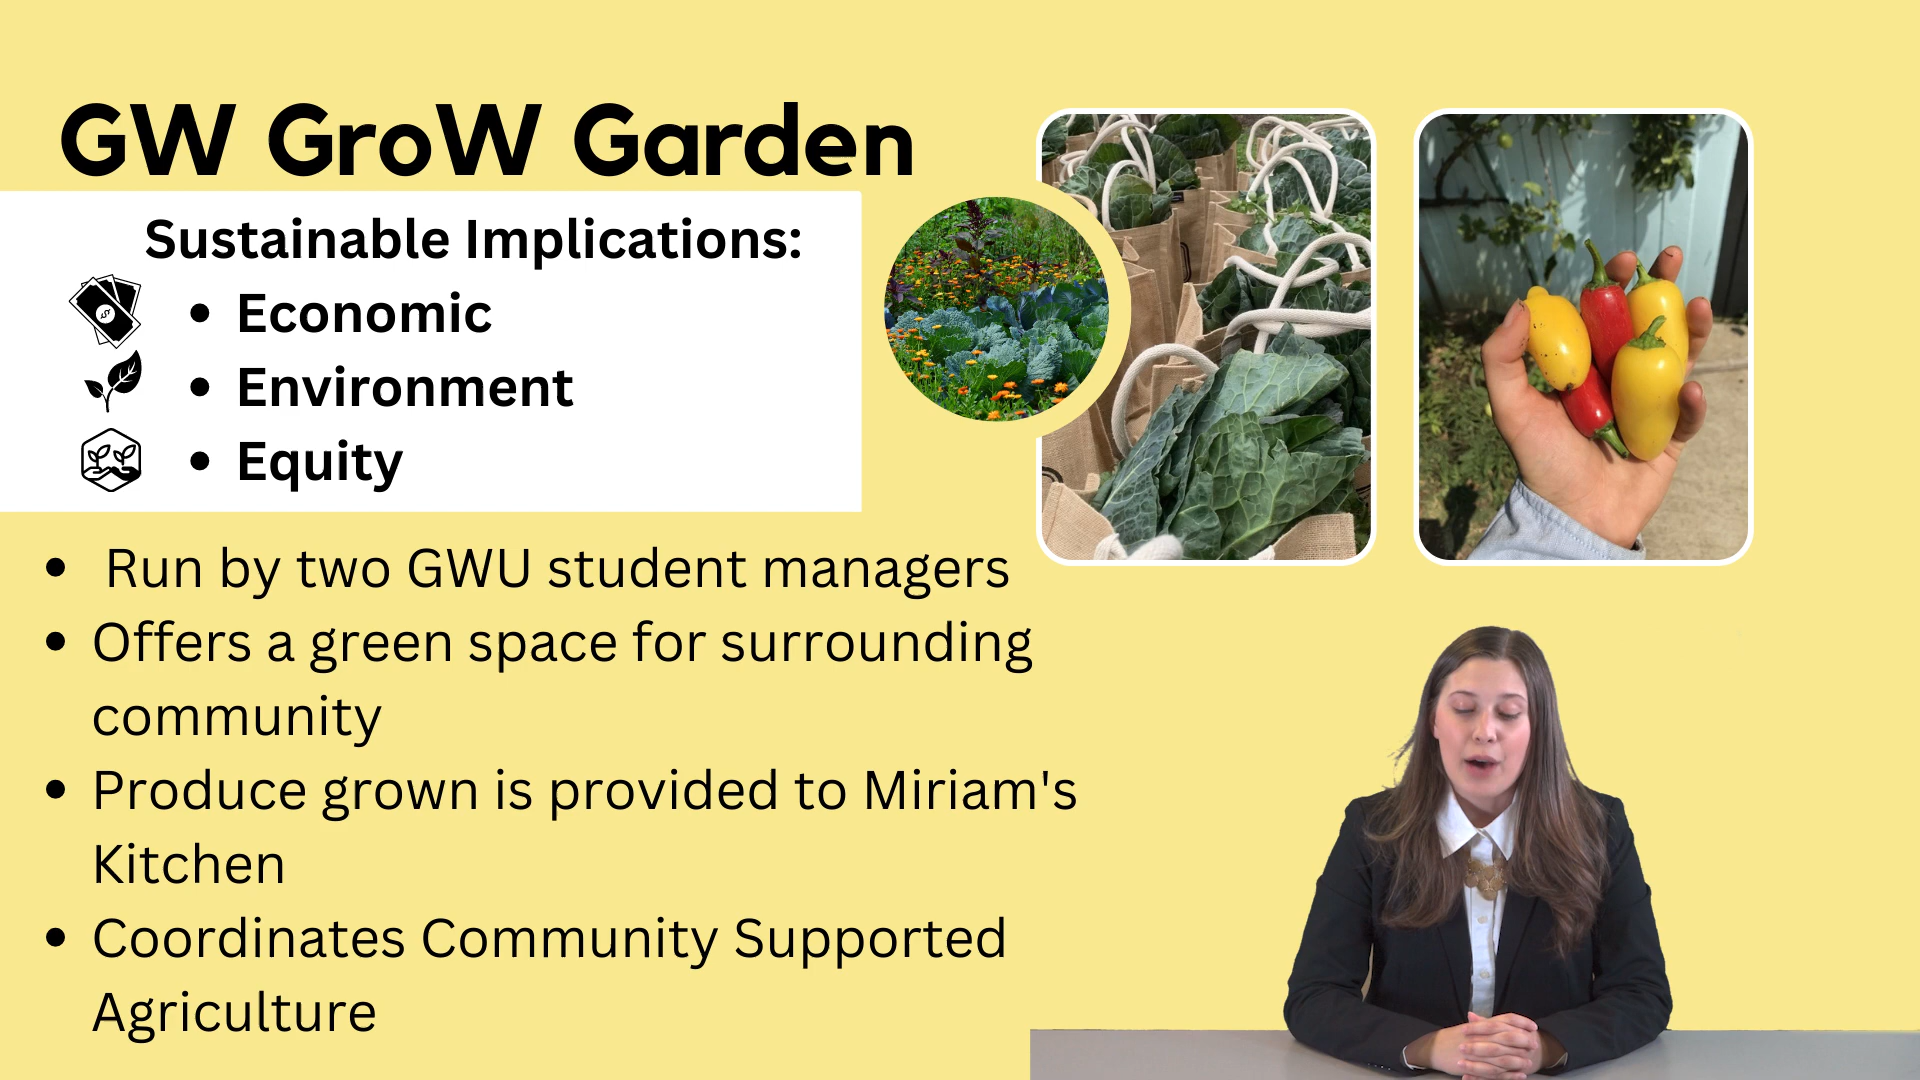 GW GroW Garden
Sustainable Implications:
• Economic
• Environment
• Equity
• Run by two GWU student managers
• Offers a green space for surrounding
community
• Produce grown is provided to Miriam's
Kitchen
• Coordinates Community Supported
Agriculture